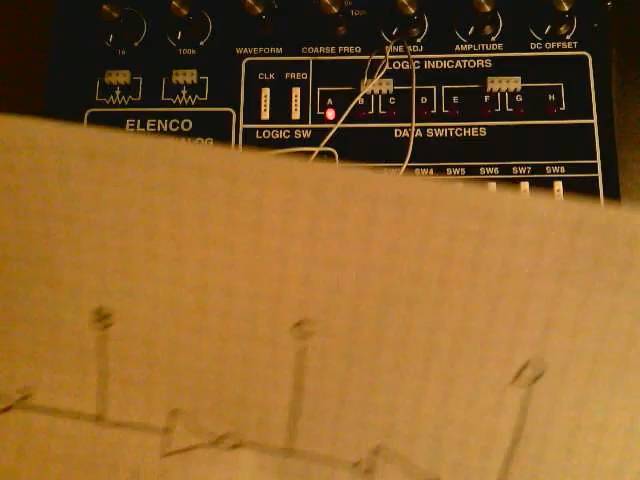 1k 100k WAVEFORM COARSE FREQ FINE ADJ AMPLITUDE DC OFFSET
LOGIC INDICATORS
CLK FREQ
A B C D E F G H
ELENCO
LOGIC SW DATA SWITCHES
SW4 SW5 SW6 SW7 SW8